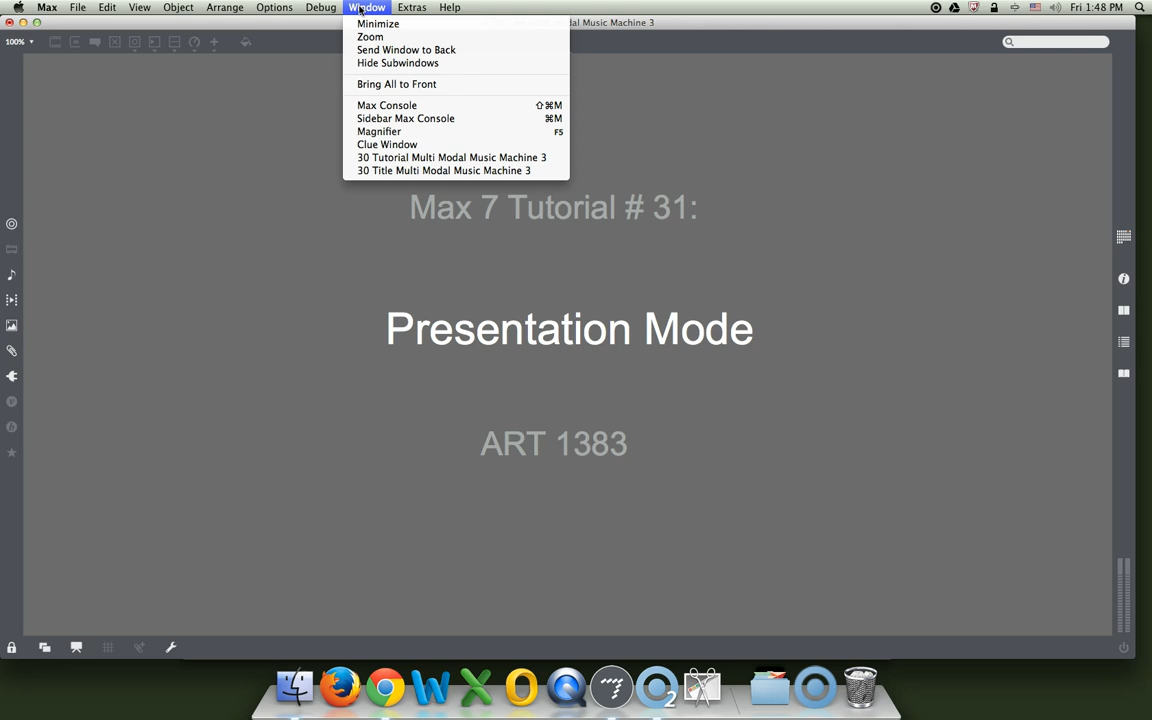 Max File Edit View Object Arrange Options Debug Window Extras Help Fri 1:48 PM
dal Music Machine 3
100%
Minimize
Zoom
Send Window to Back
Hide Subwindows
Bring All to Front
Max Console ⇧⌘M
Sidebar Max Console ⌘M
Magnifier F5
Clue Window
30 Tutorial Multi Modal Music Machine 3
30 Title Multi Modal Music Machine 3
Max 7 Tutorial # 31:
Presentation Mode
ART 1383
2